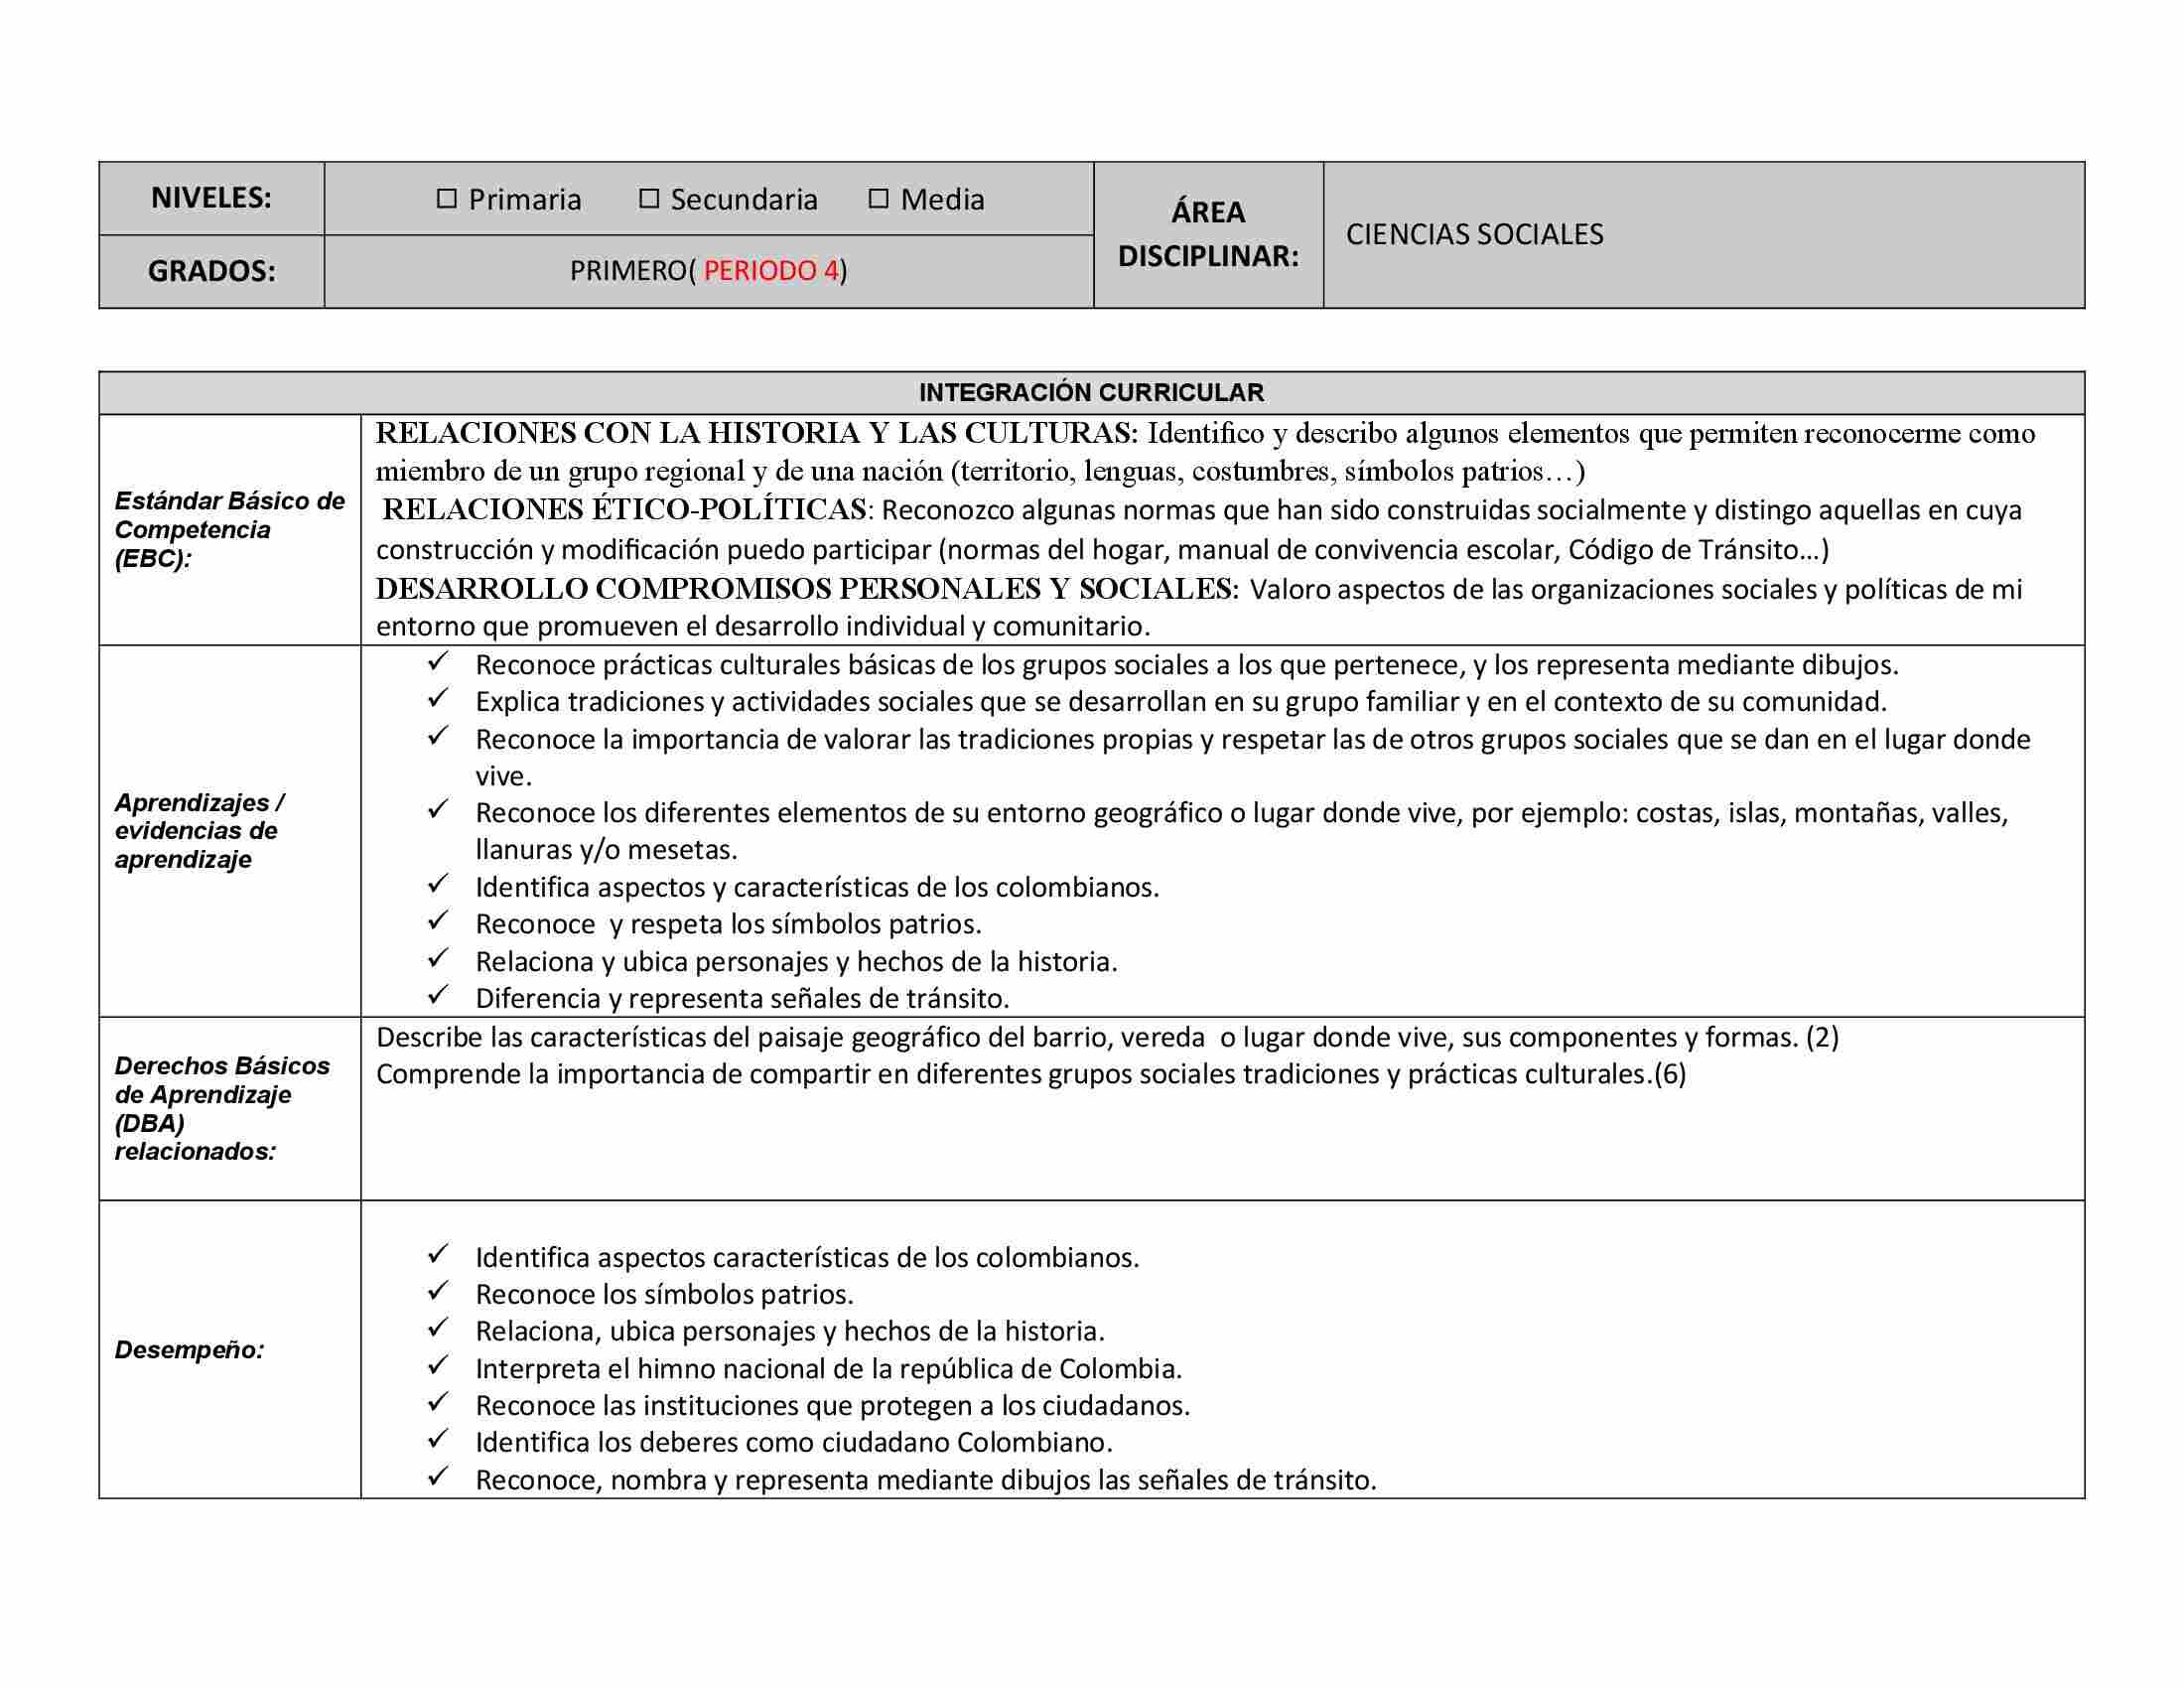 NIVELES:
☐ Primaria ☐ Secundaria ☐ Media
ÁREA
DISCIPLINAR:
CIENCIAS SOCIALES
GRADOS:
PRIMERO( PERIODO 4)
INTEGRACIÓN CURRICULAR
Estándar Básico de
Competencia
(EBC):
RELACIONES CON LA HISTORIA Y LAS CULTURAS: Identifico y describo algunos elementos que permiten reconocerme como
miembro de un grupo regional y de una nación (territorio, lenguas, costumbres, símbolos patrios…)
RELACIONES ÉTICO-POLÍTICAS: Reconozco algunas normas que han sido construidas socialmente y distingo aquellas en cuya
construcción y modificación puedo participar (normas del hogar, manual de convivencia escolar, Código de Tránsito…)
DESARROLLO COMPROMISOS PERSONALES Y SOCIALES: Valoro aspectos de las organizaciones sociales y políticas de mi
entorno que promueven el desarrollo individual y comunitario.
Aprendizajes /
evidencias de
aprendizaje
✓ Reconoce prácticas culturales básicas de los grupos sociales a los que pertenece, y los representa mediante dibujos.
✓ Explica tradiciones y actividades sociales que se desarrollan en su grupo familiar y en el contexto de su comunidad.
✓ Reconoce la importancia de valorar las tradiciones propias y respetar las de otros grupos sociales que se dan en el lugar donde
vive.
✓ Reconoce los diferentes elementos de su entorno geográfico o lugar donde vive, por ejemplo: costas, islas, montañas, valles,
llanuras y/o mesetas.
✓ Identifica aspectos y características de los colombianos.
✓ Reconoce y respeta los símbolos patrios.
✓ Relaciona y ubica personajes y hechos de la historia.
✓ Diferencia y representa señales de tránsito.
Derechos Básicos
de Aprendizaje
(DBA)
relacionados:
Describe las características del paisaje geográfico del barrio, vereda o lugar donde vive, sus componentes y formas. (2)
Comprende la importancia de compartir en diferentes grupos sociales tradiciones y prácticas culturales.(6)
Desempeño:
✓ Identifica aspectos características de los colombianos.
✓ Reconoce los símbolos patrios.
✓ Relaciona, ubica personajes y hechos de la historia.
✓ Interpreta el himno nacional de la república de Colombia.
✓ Reconoce las instituciones que protegen a los ciudadanos.
✓ Identifica los deberes como ciudadano Colombiano.
✓ Reconoce, nombra y representa mediante dibujos las señales de tránsito.